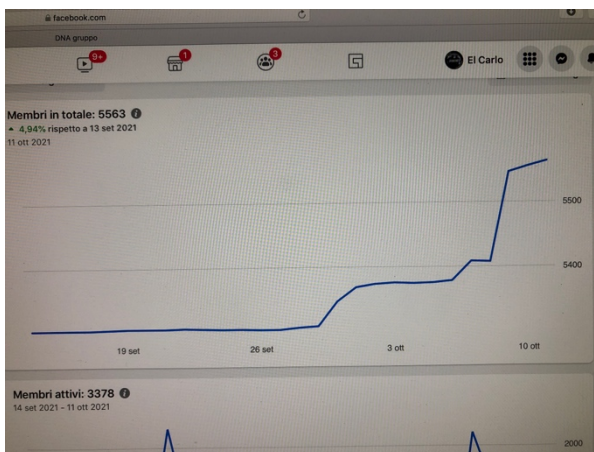 facebook.com
DNA gruppo
9+
1
3
El Carlo
Membri in totale: 5563
4,94% rispetto a 13 set 2021
11 ott 2021
5500
5400
19 set
26 set
3 ott
10 ott
Membri attivi: 3378
14 set 2021 - 11 ott 2021
2000